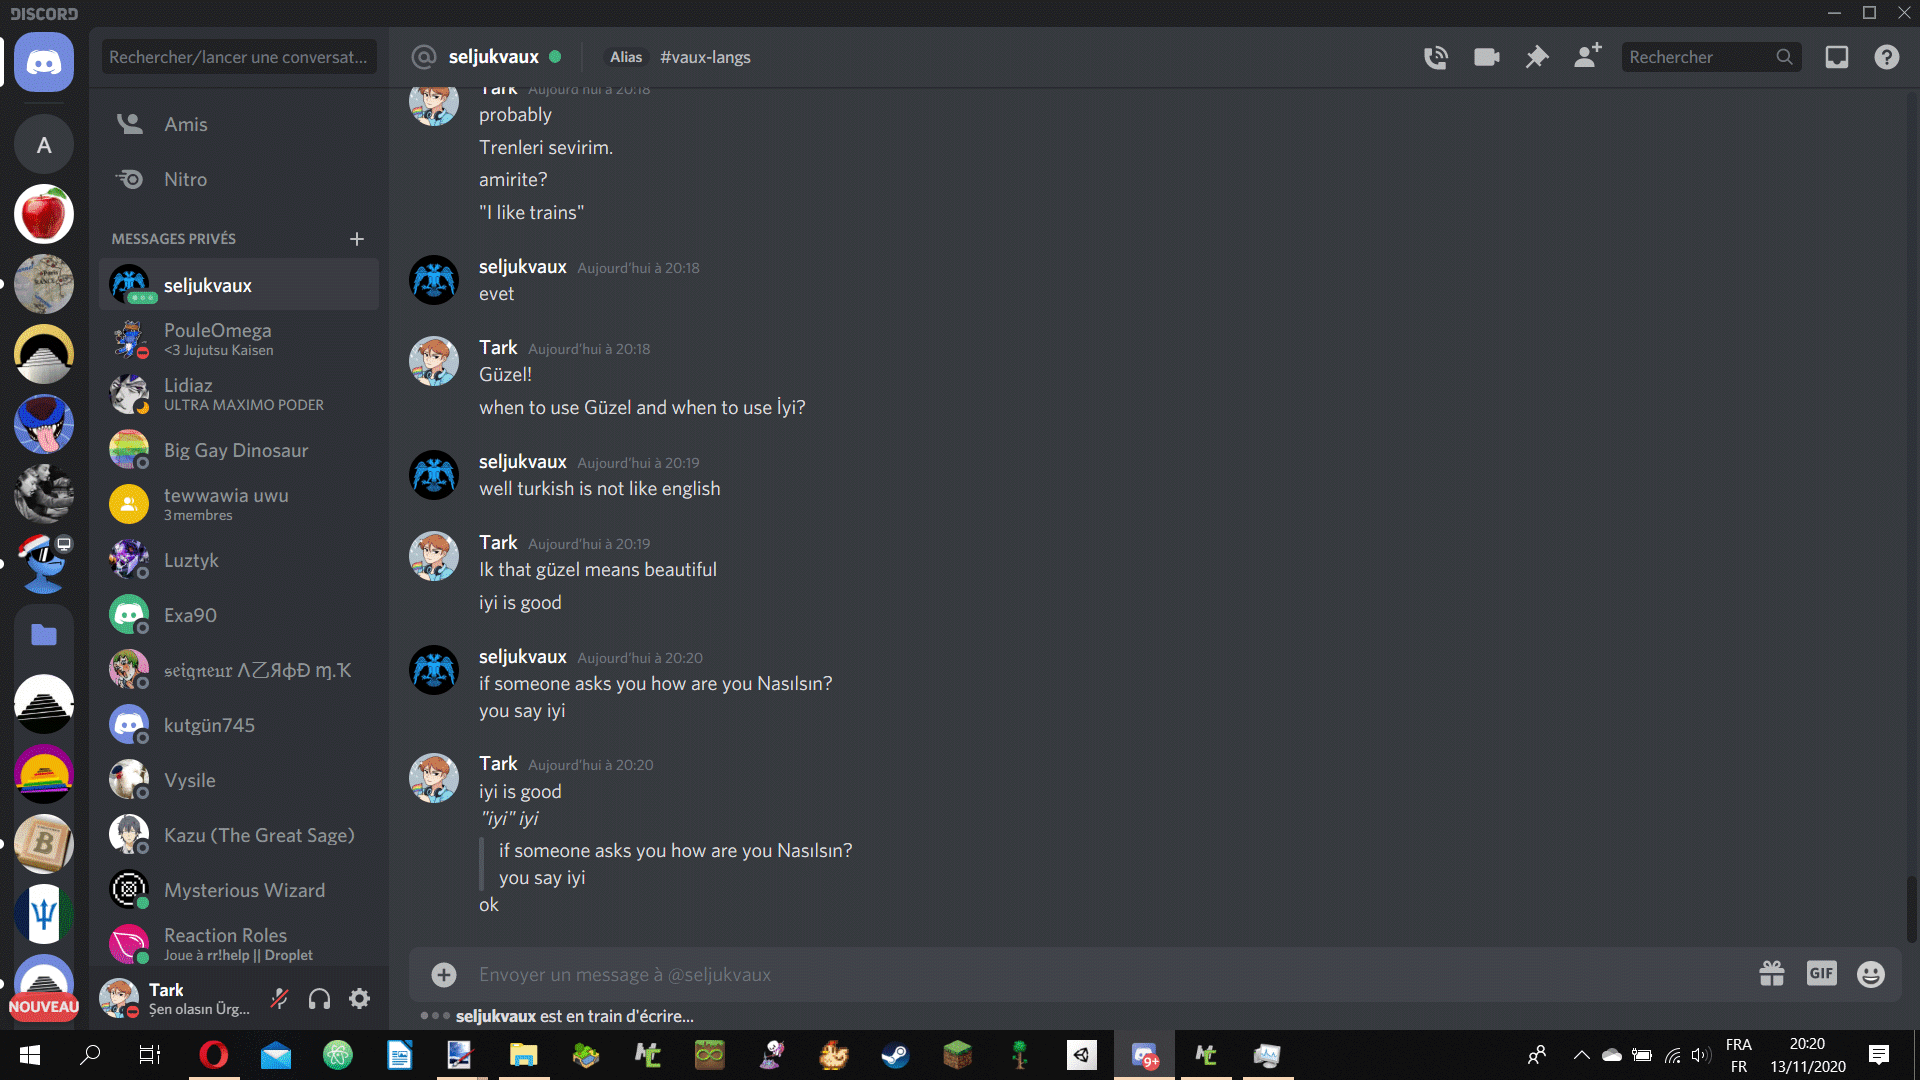 DISCORD
Rechercher/lancer une conversat...
seljukvaux
Alias
#vaux-langs
Rechercher
A
NOUVEAU
Amis
Nitro
MESSAGES PRIVÉS
seljukvaux
PouleOmega
<3 Jujutsu Kaisen
Lidiaz
ULTRA MAXIMO PODER
Big Gay Dinosaur
tewwawia uwu
3 membres
Luztyk
Exa90
kutgün745
Vysile
Kazu (The Great Sage)
Mysterious Wizard
Reaction Roles
Joue à rr!help || Droplet
Tark
Şen olasın Ürg...
Tark Aujourd'hui à 20:18
probably
Trenleri sevirim.
amirite?
"I like trains"
seljukvaux Aujourd'hui à 20:18
evet
Tark Aujourd'hui à 20:18
Güzel!
when to use Güzel and when to use İyi?
seljukvaux Aujourd'hui à 20:19
well turkish is not like english
Tark Aujourd'hui à 20:19
Ik that güzel means beautiful
iyi is good
seljukvaux Aujourd'hui à 20:20
if someone asks you how are you Nasılsın?
you say iyi
Tark Aujourd'hui à 20:20
iyi is good
"iyi" iyi
if someone asks you how are you Nasılsın?
you say iyi
ok
Envoyer un message à @seljukvaux
GIF
seljukvaux est en train d'écrire...
9+
FRA
FR
20:20
13/11/2020